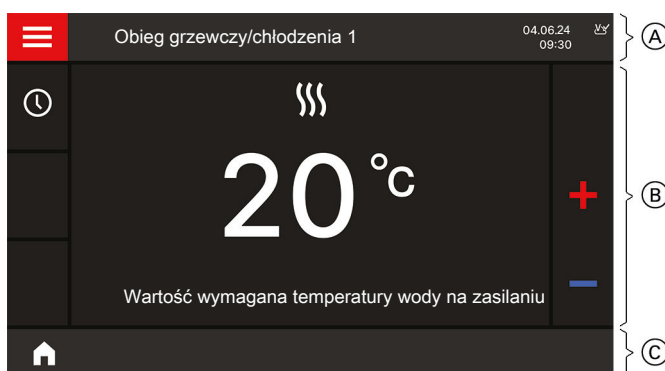 Obieg grzewczy/chłodzenia 1
04.06.24
09:30
A
20 °C
B
Wartość wymagana temperatury wody na zasilaniu
C